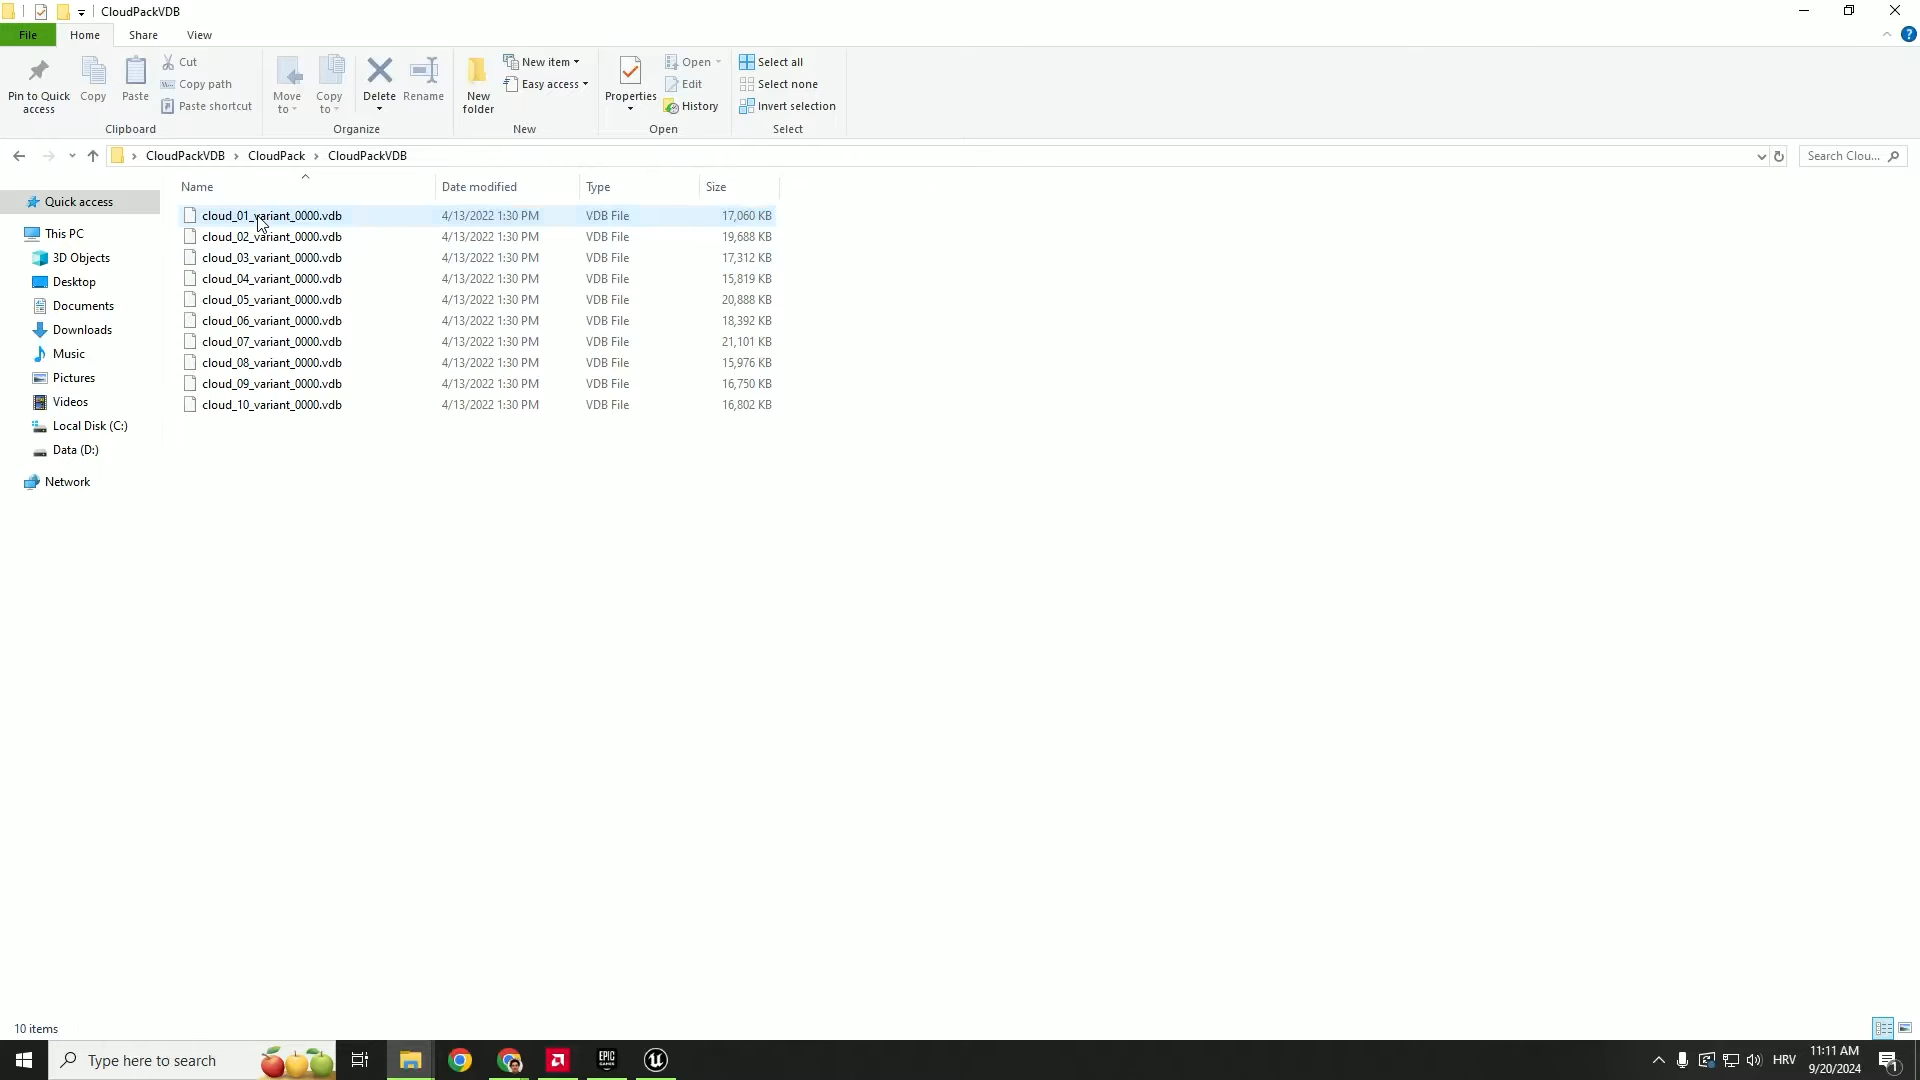 CloudPackVDB
File Home Share View
Pin to Quick access
Copy
Paste
Cut
Copy path
Paste shortcut
Clipboard
Move to
Copy to
Delete
Rename
Organize
New folder
New item
Easy access
New
Properties
Open
Edit
History
Open
Select all
Select none
Invert selection
Select
CloudPackVDB CloudPack CloudPackVDB
Search Clou...
Name Date modified Type Size
Quick access
This PC
3D Objects
Desktop
Documents
Downloads
Music
Pictures
Videos
Local Disk (C:)
Data (D:)
Network
cloud_01_variant_0000.vdb 4/13/2022 1:30 PM VDB File 17,060 KB
cloud_02_variant_0000.vdb 4/13/2022 1:30 PM VDB File 19,688 KB
cloud_03_variant_0000.vdb 4/13/2022 1:30 PM VDB File 17,312 KB
cloud_04_variant_0000.vdb 4/13/2022 1:30 PM VDB File 15,819 KB
cloud_05_variant_0000.vdb 4/13/2022 1:30 PM VDB File 20,888 KB
cloud_06_variant_0000.vdb 4/13/2022 1:30 PM VDB File 18,392 KB
cloud_07_variant_0000.vdb 4/13/2022 1:30 PM VDB File 21,101 KB
cloud_08_variant_0000.vdb 4/13/2022 1:30 PM VDB File 15,976 KB
cloud_09_variant_0000.vdb 4/13/2022 1:30 PM VDB File 16,750 KB
cloud_10_variant_0000.vdb 4/13/2022 1:30 PM VDB File 16,802 KB
10 items
Type here to search
EPIC GAMES
HRV
11:11 AM
9/20/2024
1